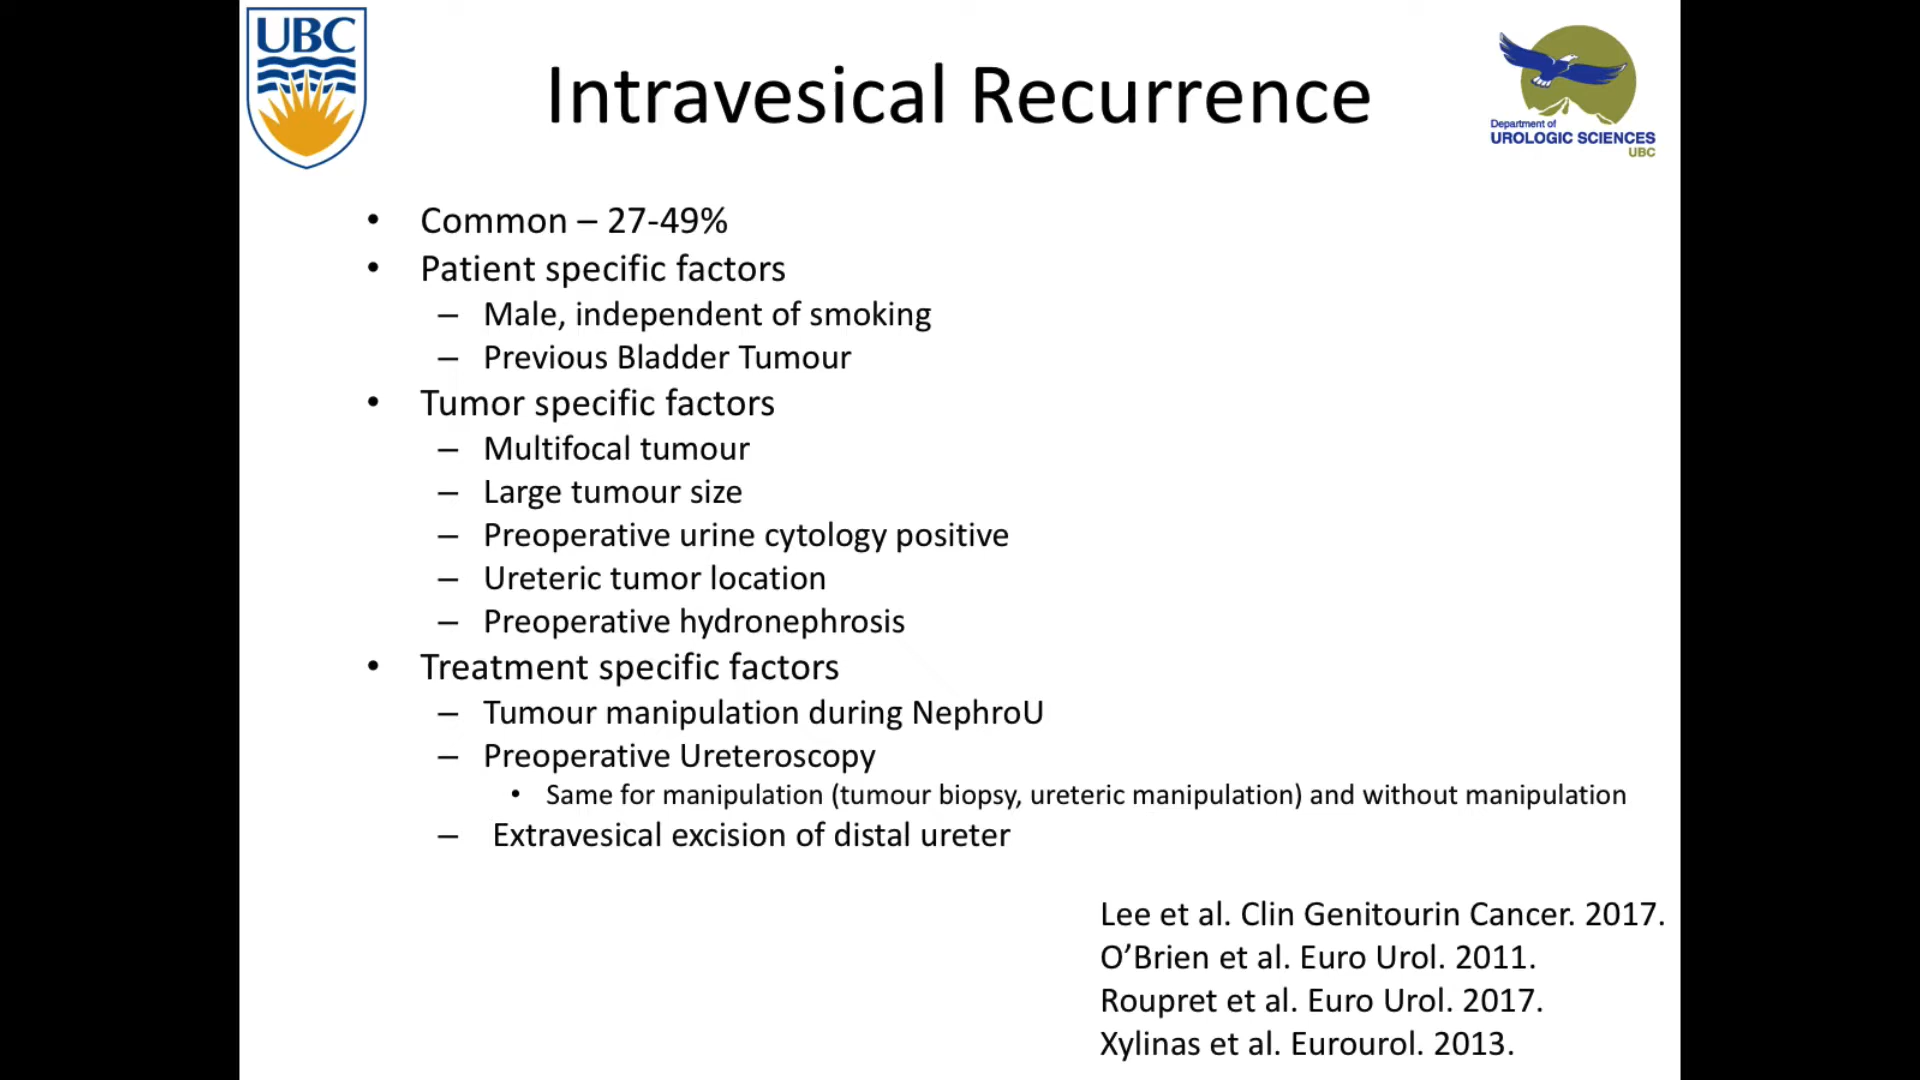 UBC
Intravesical Recurrence
Department of
UROLOGIC SCIENCES
UBC
• Common – 27-49%
• Patient specific factors
– Male, independent of smoking
– Previous Bladder Tumour
• Tumor specific factors
– Multifocal tumour
– Large tumour size
– Preoperative urine cytology positive
– Ureteric tumor location
– Preoperative hydronephrosis
• Treatment specific factors
– Tumour manipulation during NephroU
– Preoperative Ureteroscopy
• Same for manipulation (tumour biopsy, ureteric manipulation) and without manipulation
– Extravesical excision of distal ureter
Lee et al. Clin Genitourin Cancer. 2017.
O’Brien et al. Euro Urol. 2011.
Roupret et al. Euro Urol. 2017.
Xylinas et al. Eurourol. 2013.